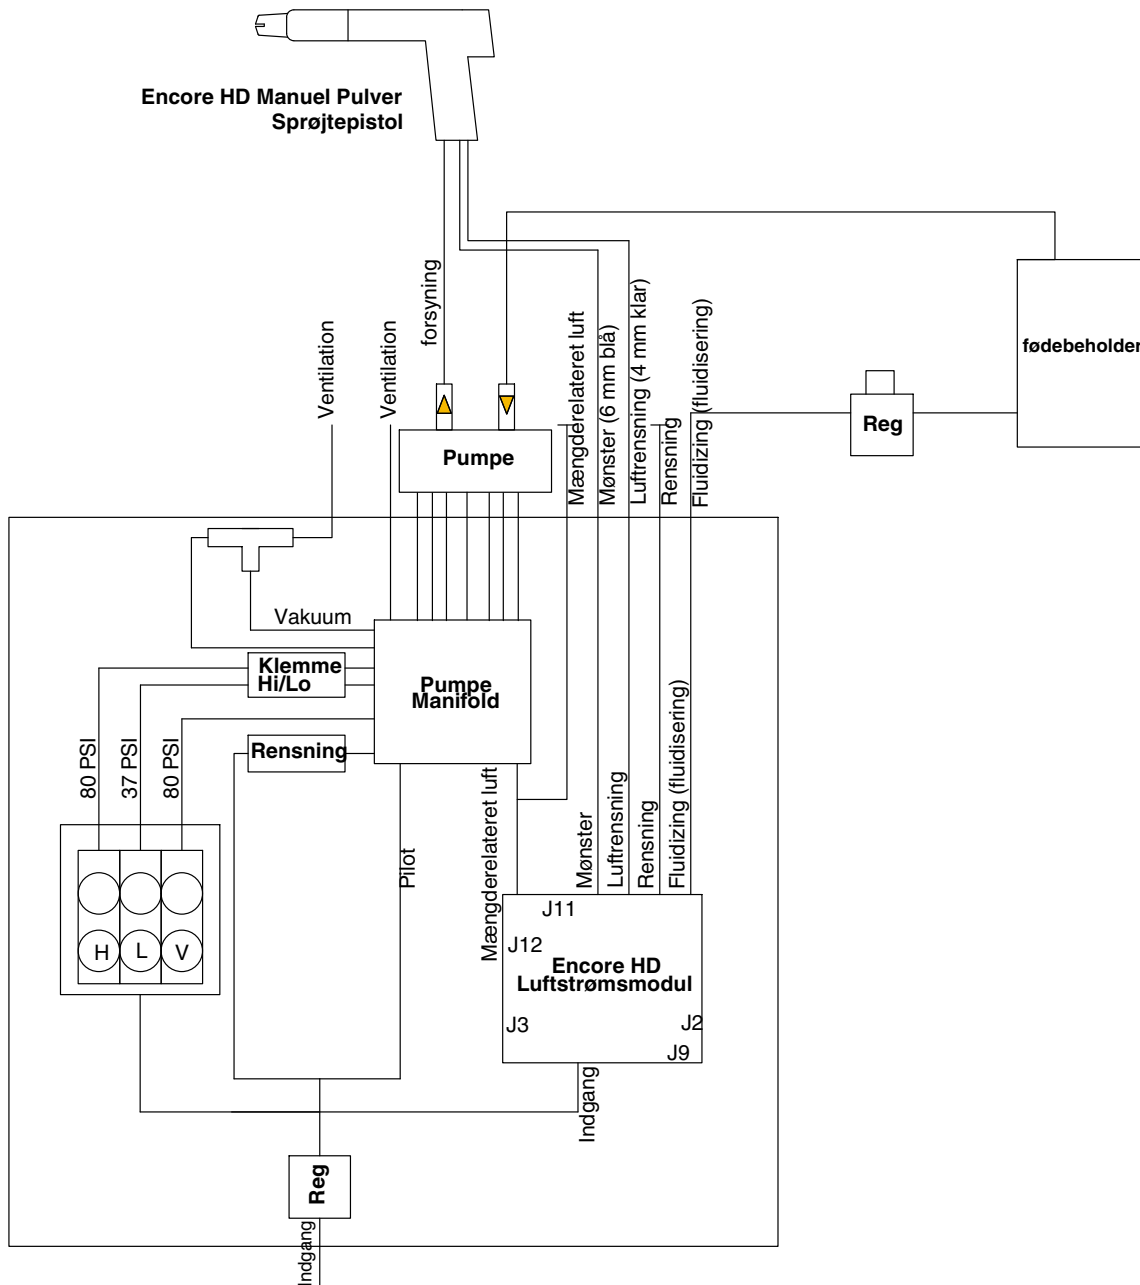 Encore HD Manuel Pulver
Sprøjtepistol
forsyning
Ventilation
Ventilation
Mængderelateret luft
Mønster (6 mm blå)
Luftrensning (4 mm klar)
Rensning
Fluidizing (fluidisering)
fødebeholder
Reg
Pumpe
Vakuum
Klemme
Hi/Lo
Pumpe
Manifold
Rensning
80 PSI
37 PSI
80 PSI
Pilot
Mængderelateret luft
Mønster
Luftrensning
Rensning
Fluidizing (fluidisering)
H
L
V
J11
J12
Encore HD
Luftstrømsmodul
J3
J2
J9
Indgang
Reg
Indgang